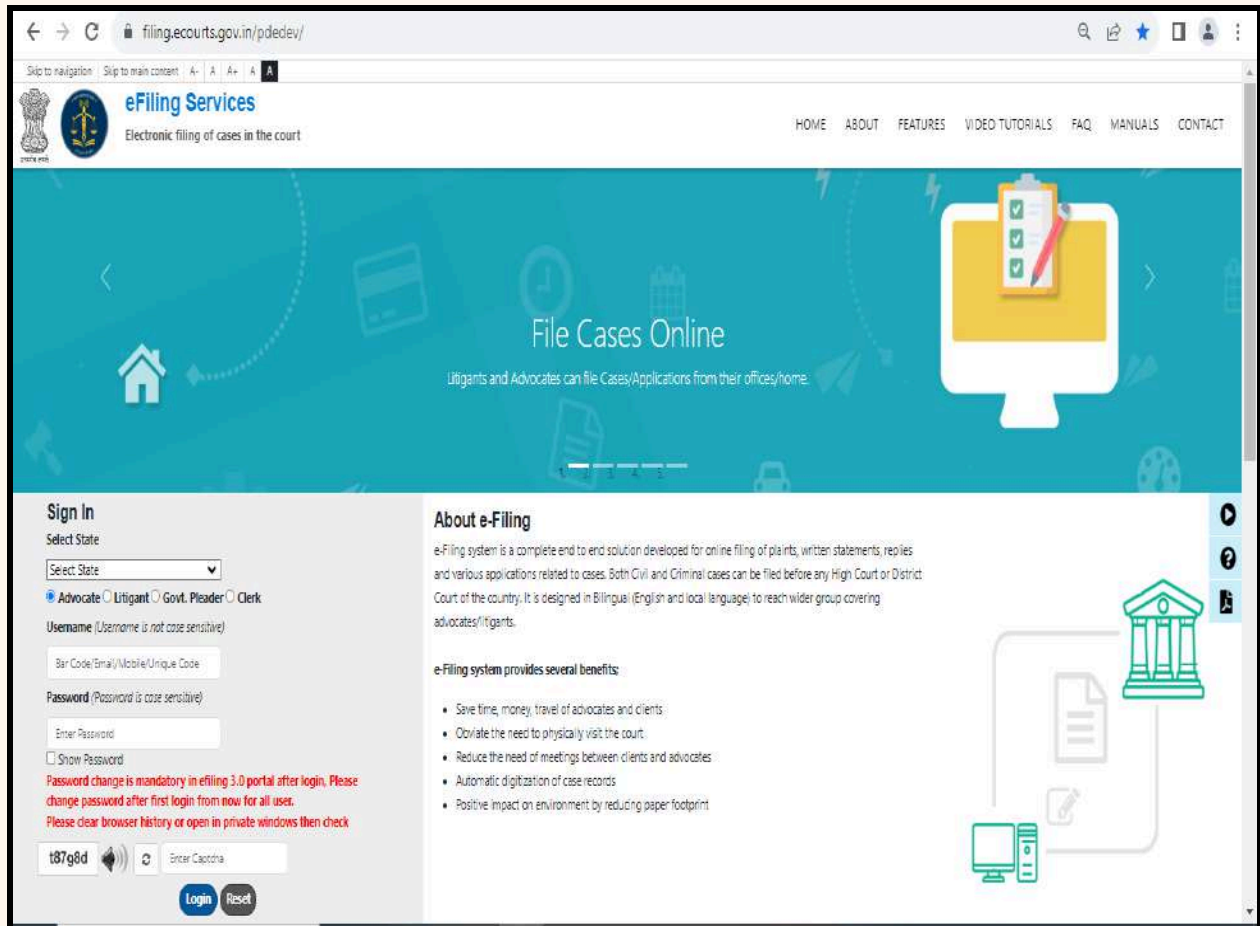 filing.ecourts.gov.in/pdedev/
Skip to navigation Skip to main content A- A A+ A A
eFiling Services
Electronic filing of cases in the court
HOME ABOUT FEATURES VIDEO TUTORIALS FAQ MANUALS CONTACT
File Cases Online
Litigants and Advocates can file Cases/Applications from their offices/home.
1. 2. 3. 4. 5.
Sign In
Select State
Select State
Advocate Litigant Govt. Pleader Clerk
Username (Username is not case sensitive)
Bar Code/Email/Mobile/Unique Code
Password (Password is case sensitive)
Enter Password
Show Password
Password change is mandatory in efiling 3.0 portal after login, Please
change password after first login from now for all user.
Please clear browser history or open in private windows then check
t87g8d Enter Captcha
Login Reset
About e-Filing
e-Filing system is a complete end to end solution developed for online filing of plaints, written statements, replies
and various applications related to cases. Both Civil and Criminal cases can be filed before any High Court or District
Court of the country. It is designed in Bilingual (English and local language) to reach wider group covering
advocates/litigants.
e-Filing system provides several benefits;
• Save time, money, travel of advocates and clients
• Obviate the need to physically visit the court
• Reduce the need of meetings between clients and advocates
• Automatic digitization of case records
• Positive impact on environment by reducing paper footprint